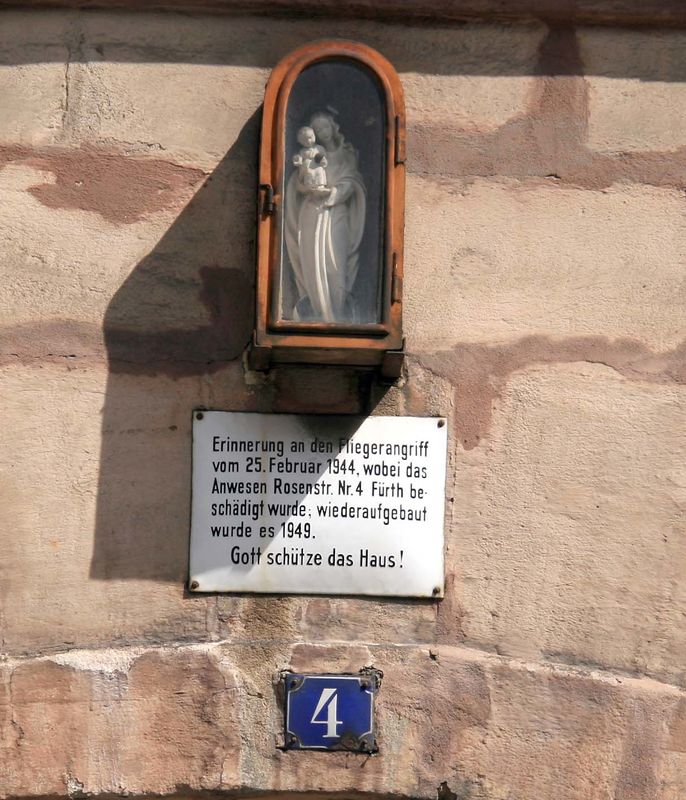 Erinnerung an den Fliegerangriff
vom 25. Februar 1944, wobei das
Anwesen Rosenstr. Nr. 4 Fürth be-
schädigt wurde; wiederaufgebaut
wurde es 1949.
Gott schütze das Haus!
4